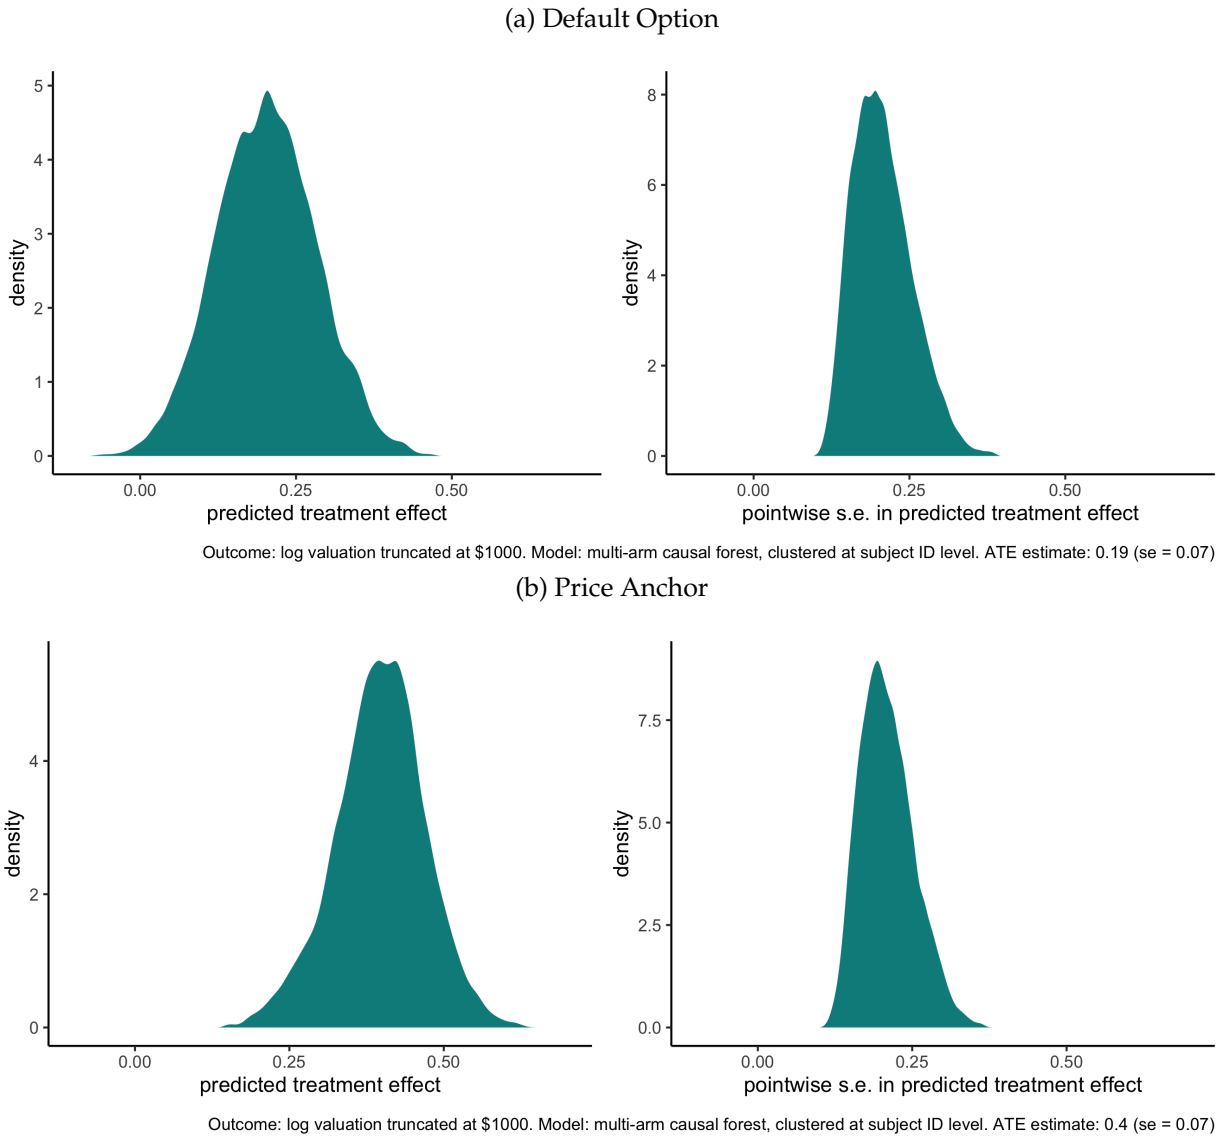 (a) Default Option
density
5
4
3
2
1
0
0.00 0.25 0.50
predicted treatment effect
density
8
6
4
2
0
0.00 0.25 0.50
pointwise s.e. in predicted treatment effect
Outcome: log valuation truncated at $1000. Model: multi-arm causal forest, clustered at subject ID level. ATE estimate: 0.19 (se = 0.07)
(b) Price Anchor
density
4
2
0
0.00 0.25 0.50
predicted treatment effect
density
7.5
5.0
2.5
0.0
0.00 0.25 0.50
pointwise s.e. in predicted treatment effect
Outcome: log valuation truncated at $1000. Model: multi-arm causal forest, clustered at subject ID level. ATE estimate: 0.4 (se = 0.07)